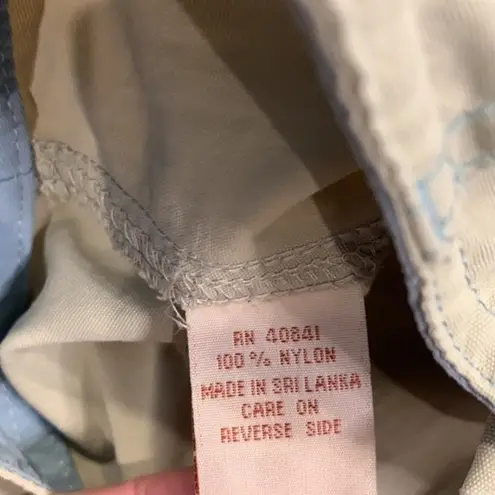 RN 40841
100% NYLON
MADE IN SRI LANKA
CARE ON
REVERSE SIDE